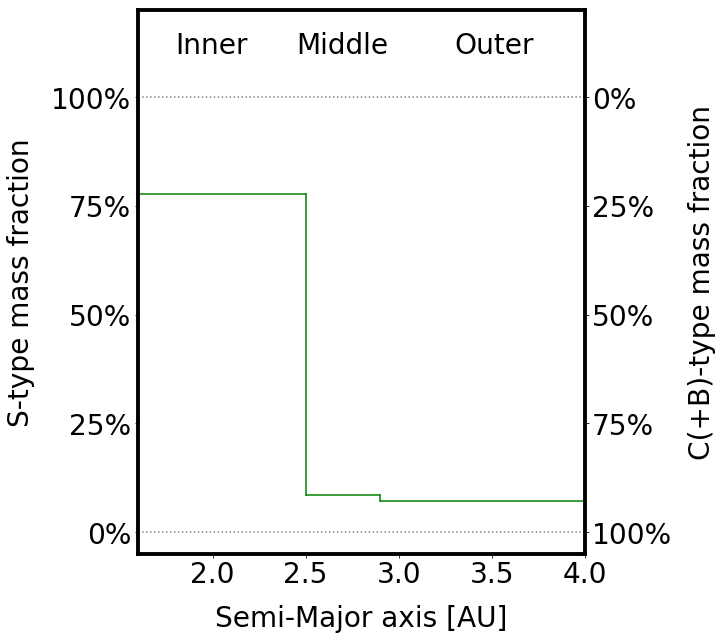 Inner Middle Outer
100% 0%
75% 25%
50% 50%
25% 75%
0% 100%
S-type mass fraction
C(+B)-type mass fraction
2.0 2.5 3.0 3.5 4.0
Semi-Major axis [AU]